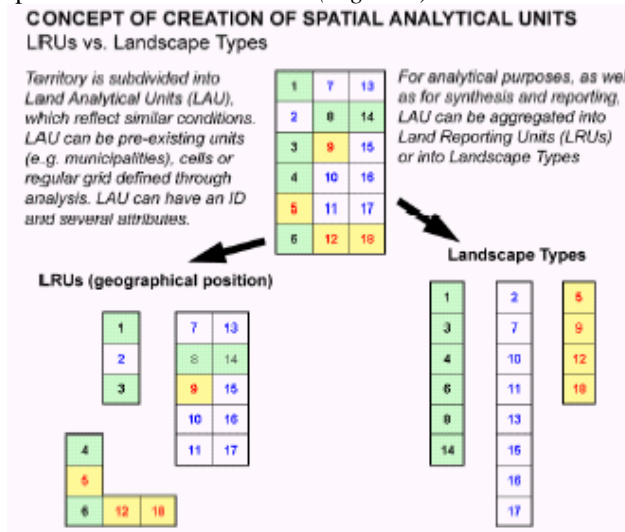 CONCEPT OF CREATION OF SPATIAL ANALYTICAL UNITS
LRUs vs. Landscape Types
Territory is subdivided into
Land Analytical Units (LAU),
which reflect similar conditions.
LAU can be pre-existing units
(e.g. municipalities), cells or
regular grid defined through
analysis. LAU can have an ID
and several attributes.
1 7 13
2 8 14
3 9 15
4 10 16
5 11 17
6 12 18
For analytical purposes, as well
as for synthesis and reporting,
LAU can be aggregated into
Land Reporting Units (LRUs)
or into Landscape Types
LRUs (geographical position)
1
2
3
7 13
8 14
9 15
10 16
11 17
4
5
6 12 18
Landscape Types
1 2 5
3 7 9
4 10 12
6 11 18
8 13
14 15
16
17